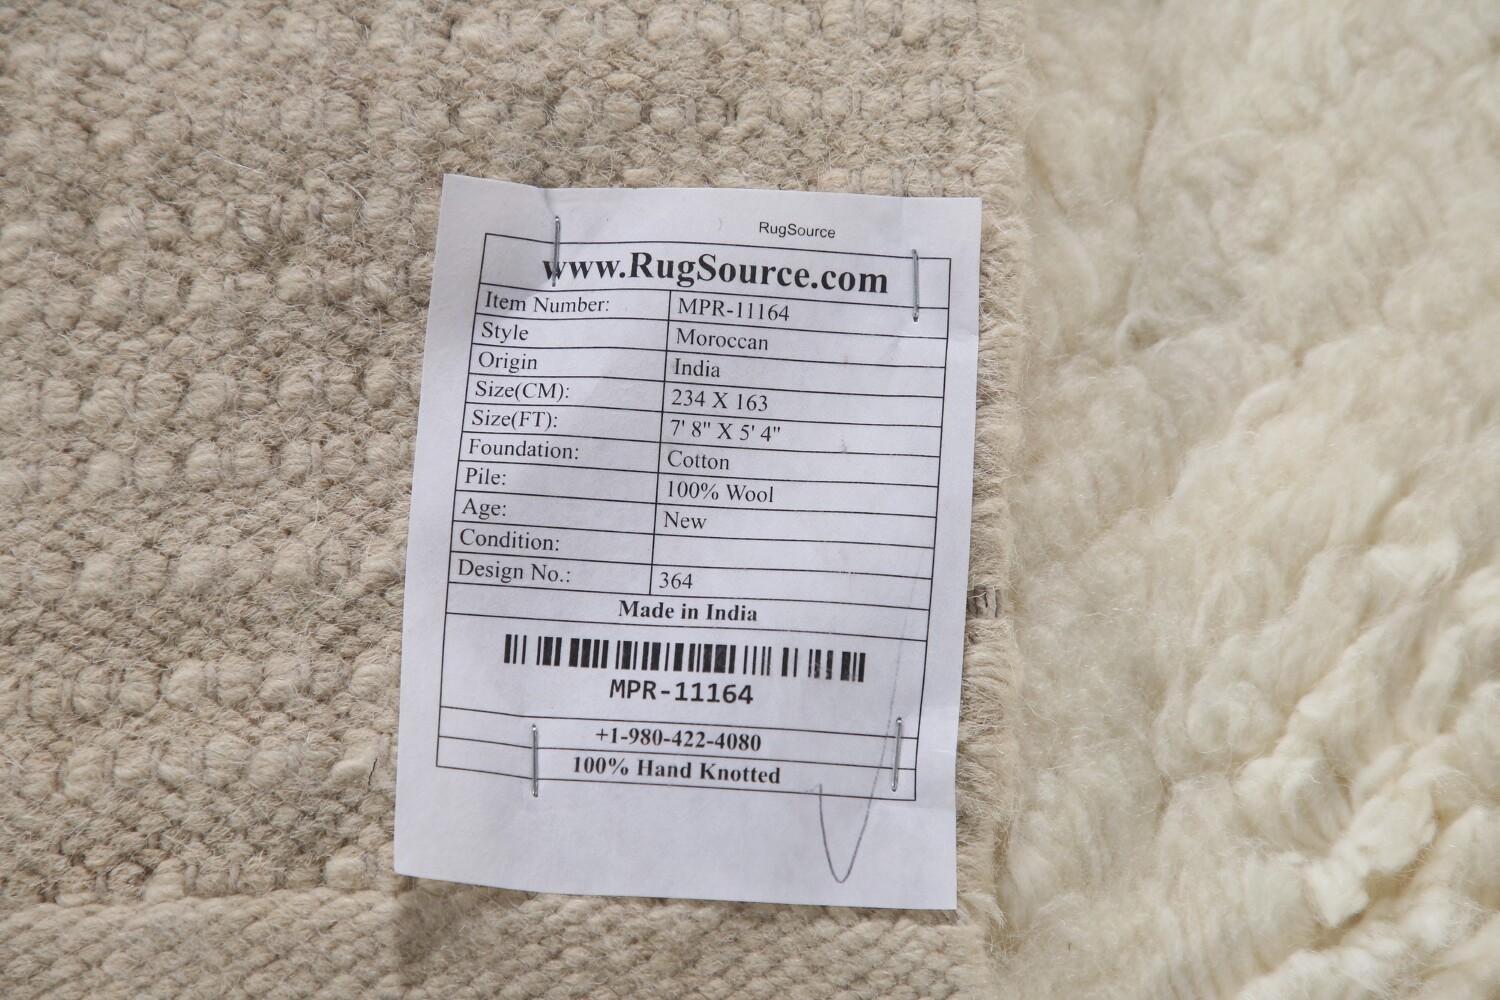 RugSource
www.RugSource.com
Item Number: MPR-11164
Style Moroccan
Origin India
Size(CM): 234 X 163
Size(FT): 7' 8" X 5' 4"
Foundation: Cotton
Pile: 100% Wool
Age: New
Condition:
Design No.: 364
Made in India
MPR-11164
+1-980-422-4080
100% Hand Knotted